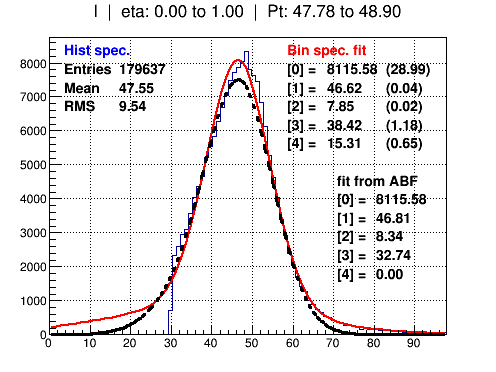 I | eta: 0.00 to 1.00 | Pt: 47.78 to 48.90
Hist spec.
Entries 179637
Mean 47.55
RMS 9.54
Bin spec. fit
[0] = 8115.58 (28.99)
[1] = 46.62 (0.04)
[2] = 7.85 (0.02)
[3] = 38.42 (1.18)
[4] = 15.31 (0.65)
fit from ABF
[0] = 8115.58
[1] = 46.81
[2] = 8.34
[3] = 32.74
[4] = 0.00
8000
7000
6000
5000
4000
3000
2000
1000
0
0 10 20 30 40 50 60 70 80 90